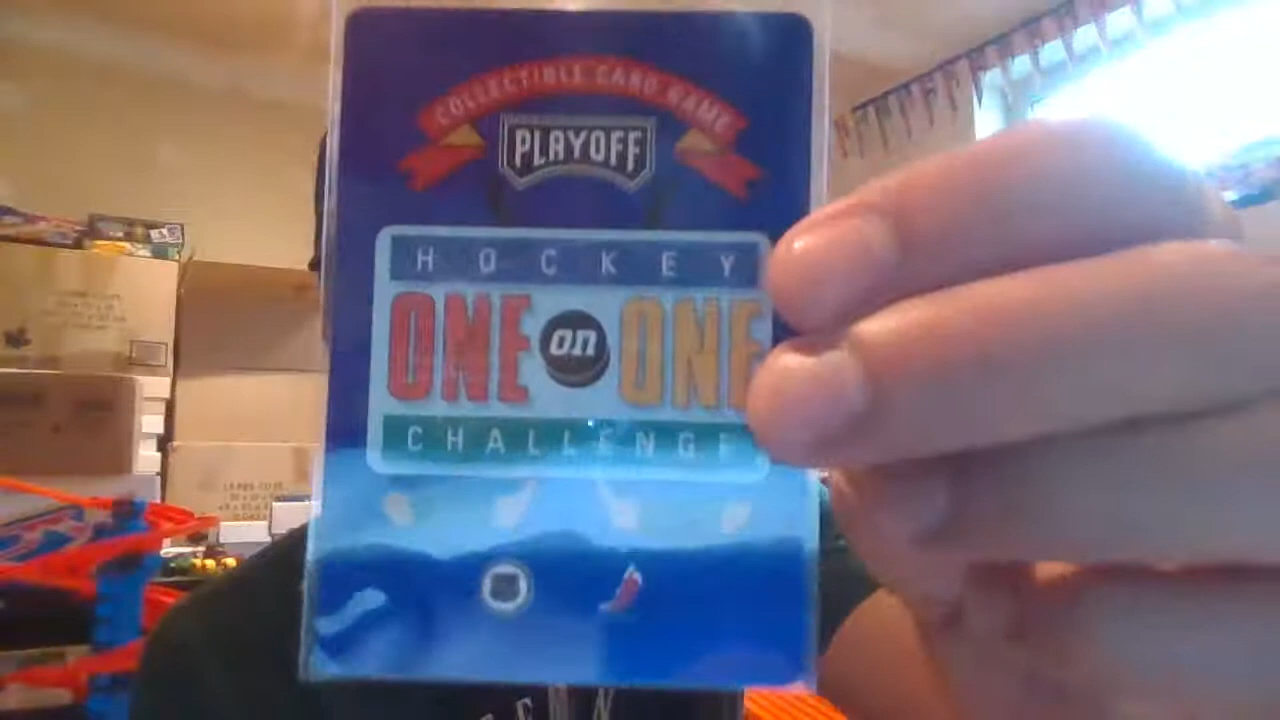 COLLECTIBLE CARD GAME
PLAYOFF
HOCKEY
ONE on ONE
CHALLENGE